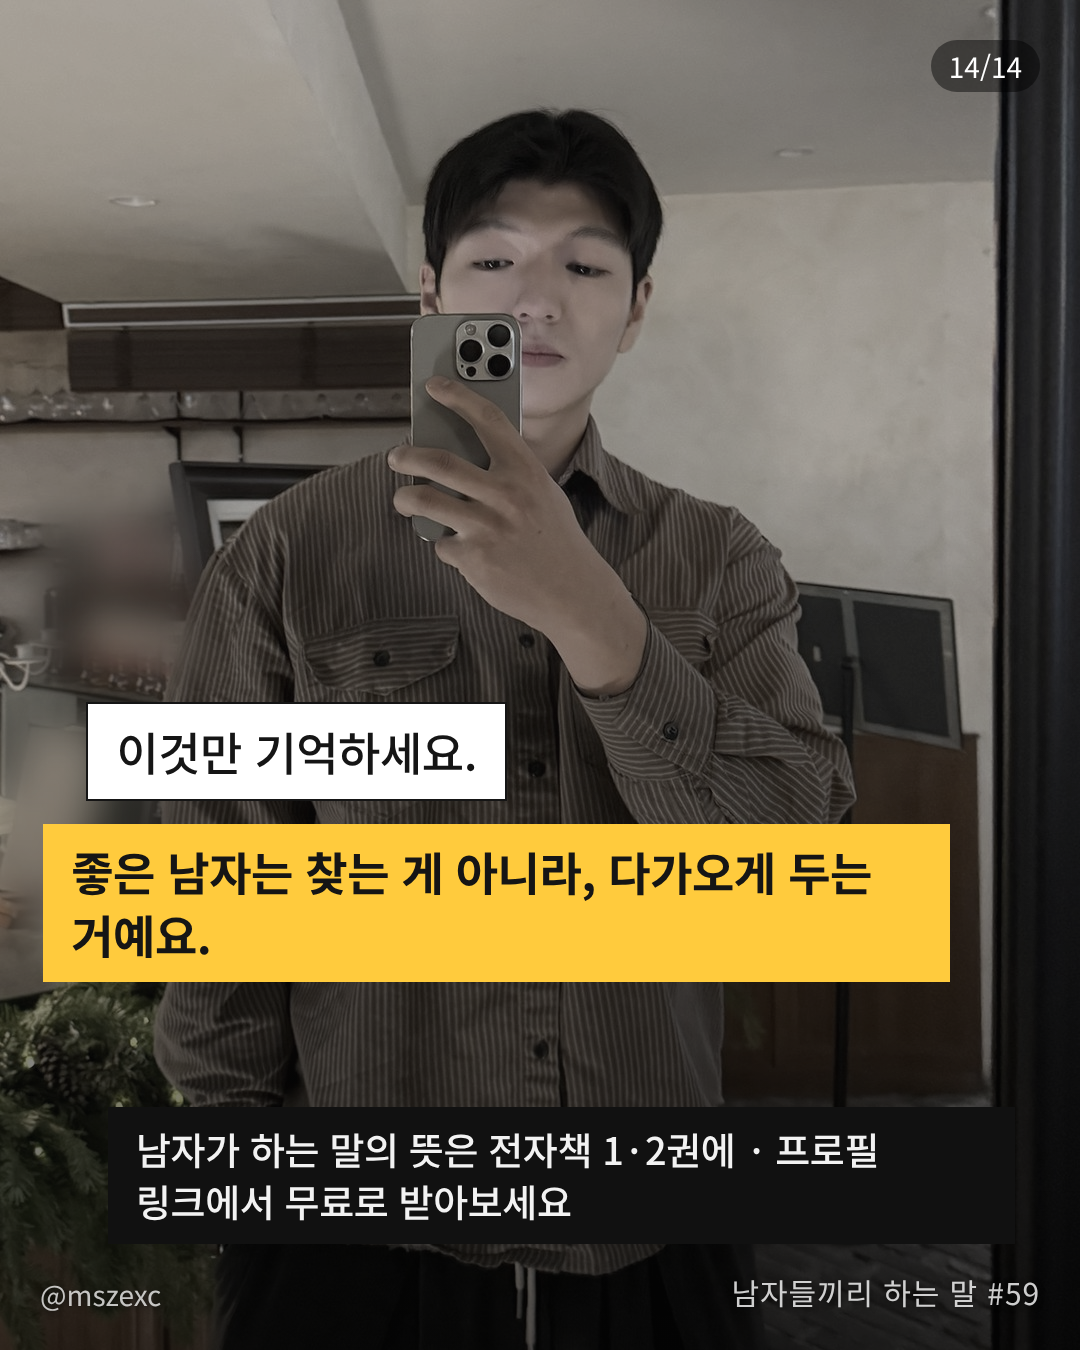 14/14
이것만 기억하세요.
좋은 남자는 찾는 게 아니라, 다가오게 두는
거예요.
남자가 하는 말의 뜻은 전자책 1·2권에 · 프로필
링크에서 무료로 받아보세요
@mszexc
남자들끼리 하는 말 #59